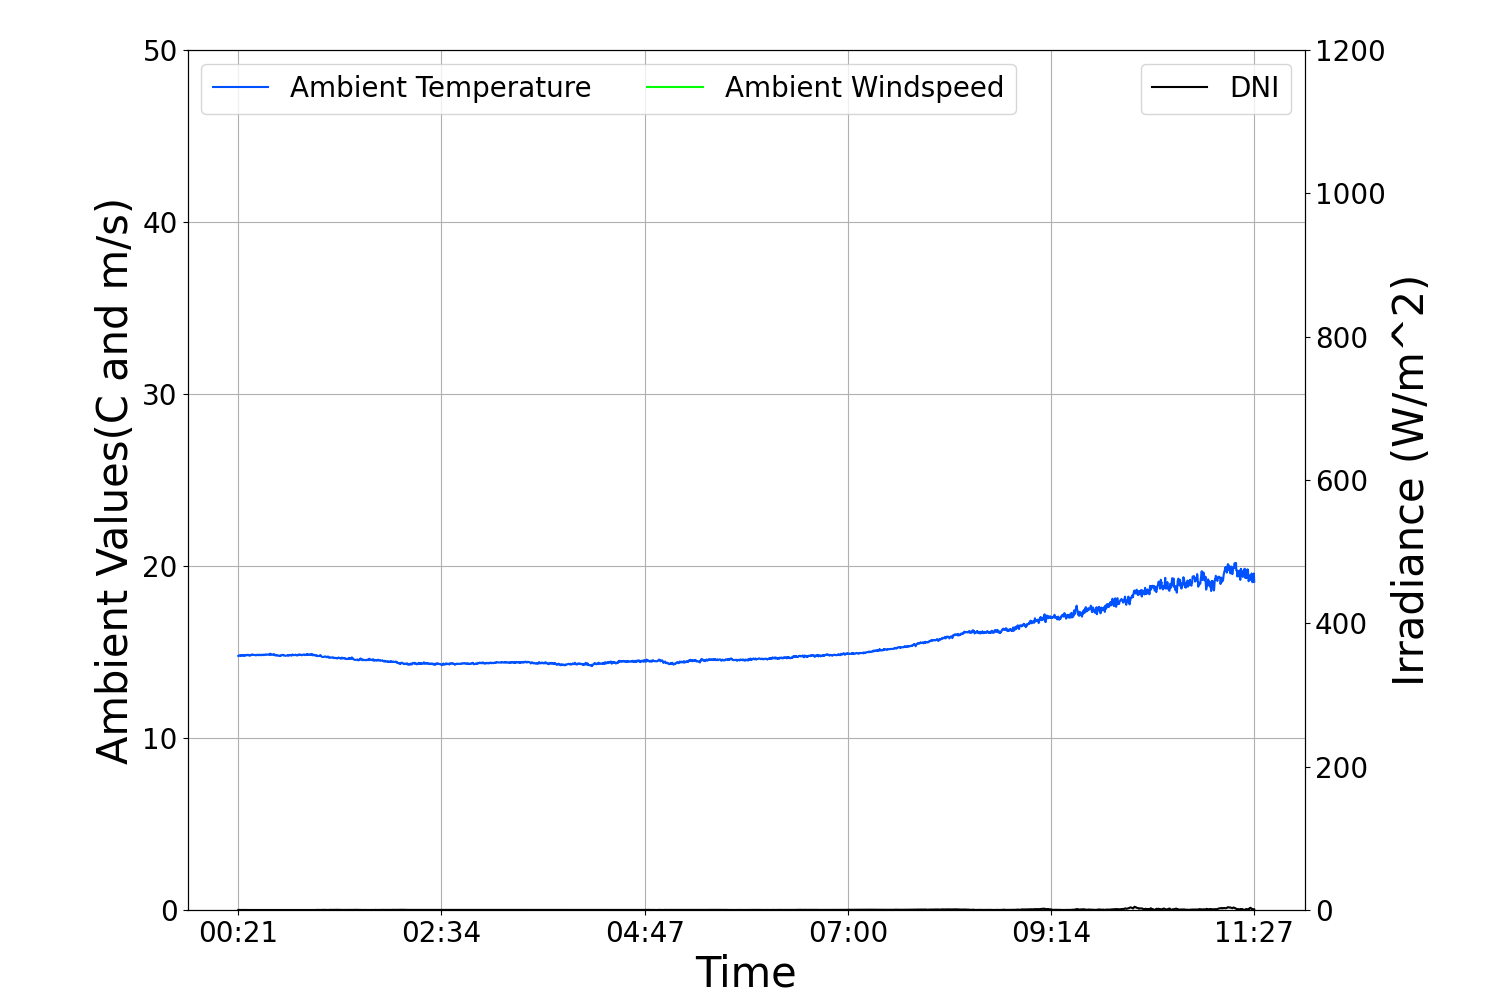 Ambient Temperature Ambient Windspeed DNI
Ambient Values(C and m/s)
50
40
30
20
10
0
1200
1000
800
600
400
200
0
Irradiance (W/m^2)
00:21 02:34 04:47 07:00 09:14 11:27
Time